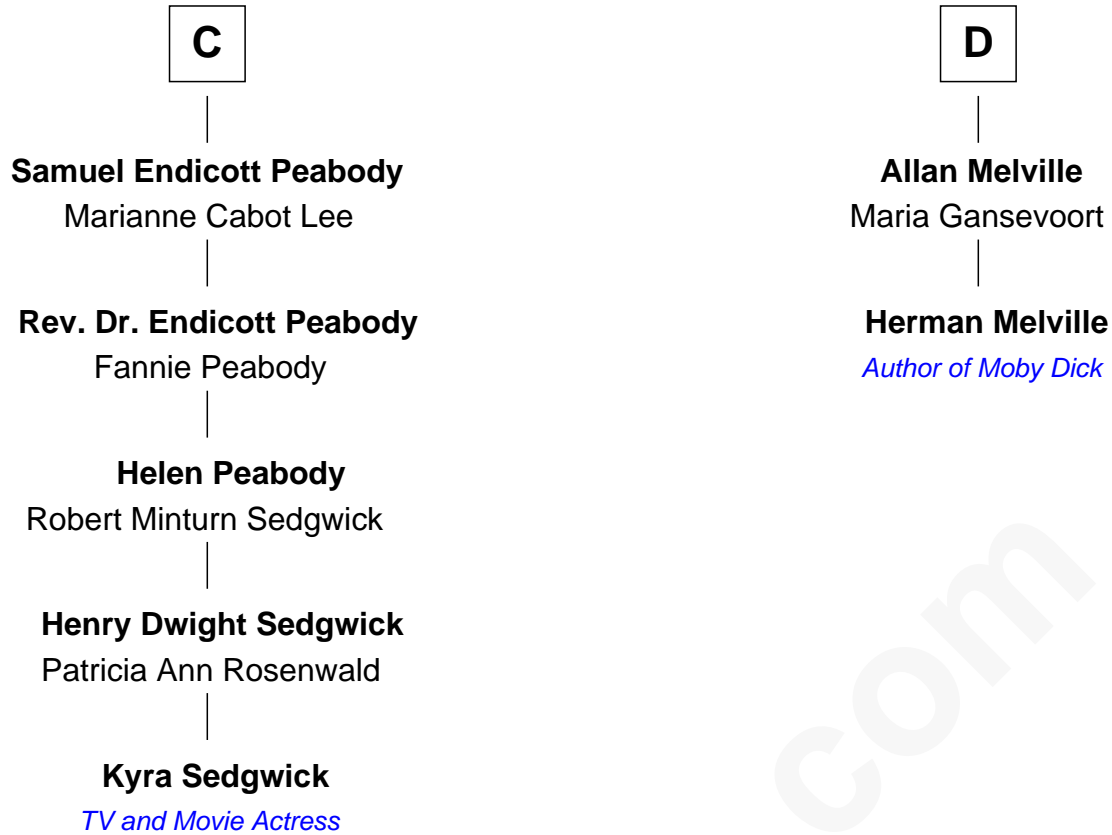 C
Samuel Endicott Peabody
Marianne Cabot Lee
Rev. Dr. Endicott Peabody
Fannie Peabody
Helen Peabody
Robert Minturn Sedgwick
Henry Dwight Sedgwick
Patricia Ann Rosenwald
Kyra Sedgwick
TV and Movie Actress
D
Allan Melville
Maria Gansevoort
Herman Melville
Author of Moby Dick
com